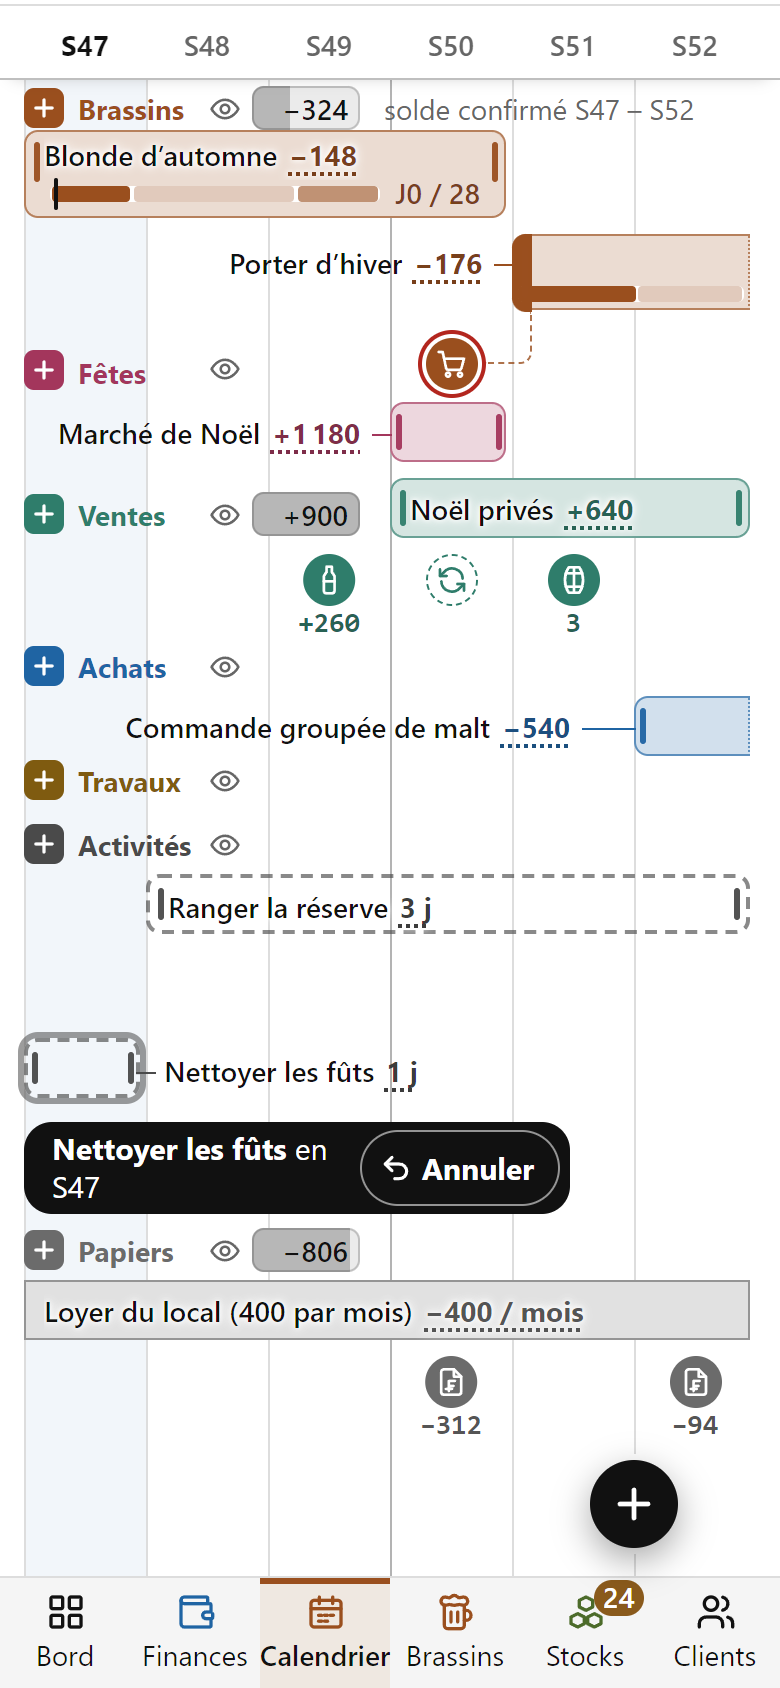 S47 S48 S49 S50 S51 S52
Brassins −324 solde confirmé S47 – S52
Blonde d’automne −148
J0 / 28
Porter d’hiver −176
Fêtes
Marché de Noël +1 180
Ventes +900 Noël privés +640
+260 3
Achats
Commande groupée de malt −540
Travaux
Activités
Ranger la réserve 3 j
Nettoyer les fûts 1 j
Nettoyer les fûts en
S47
Annuler
Papiers −806
Loyer du local (400 par mois) −400 / mois
−312 −94
24
Bord Finances Calendrier Brassins Stocks Clients